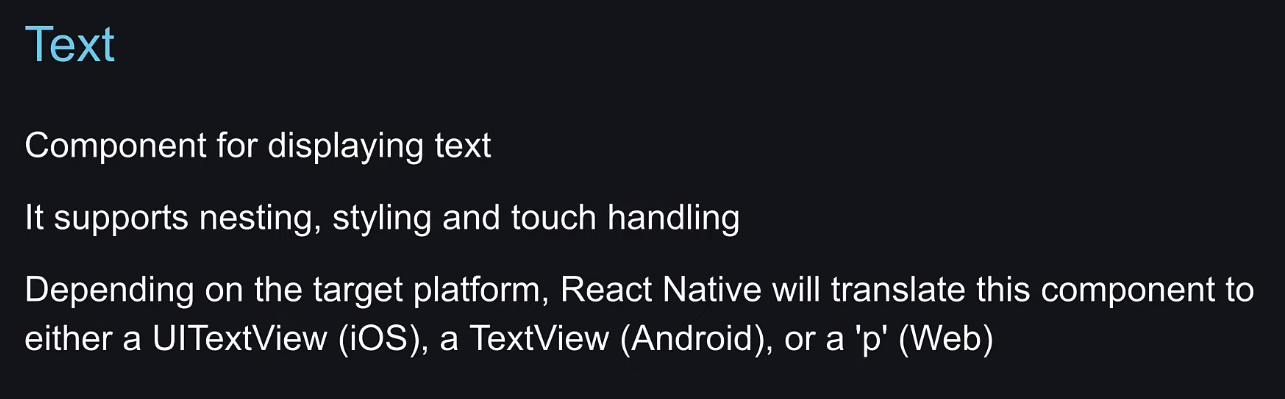 Text
Component for displaying text
It supports nesting, styling and touch handling
Depending on the target platform, React Native will translate this component to
either a UITextView (iOS), a TextView (Android), or a 'p' (Web)